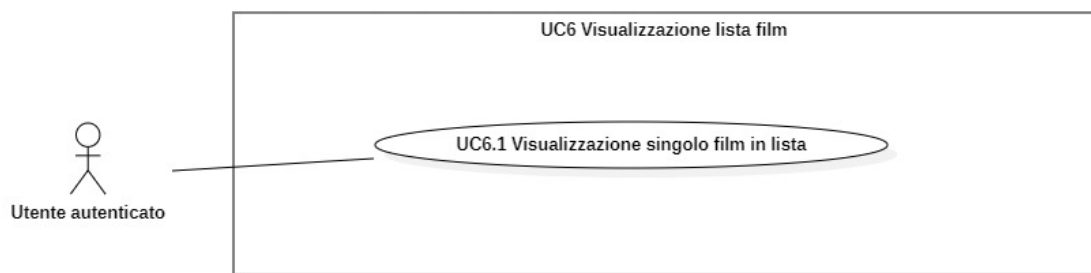 UC6 Visualizzazione lista film
UC6.1 Visualizzazione singolo film in lista
Utente autenticato